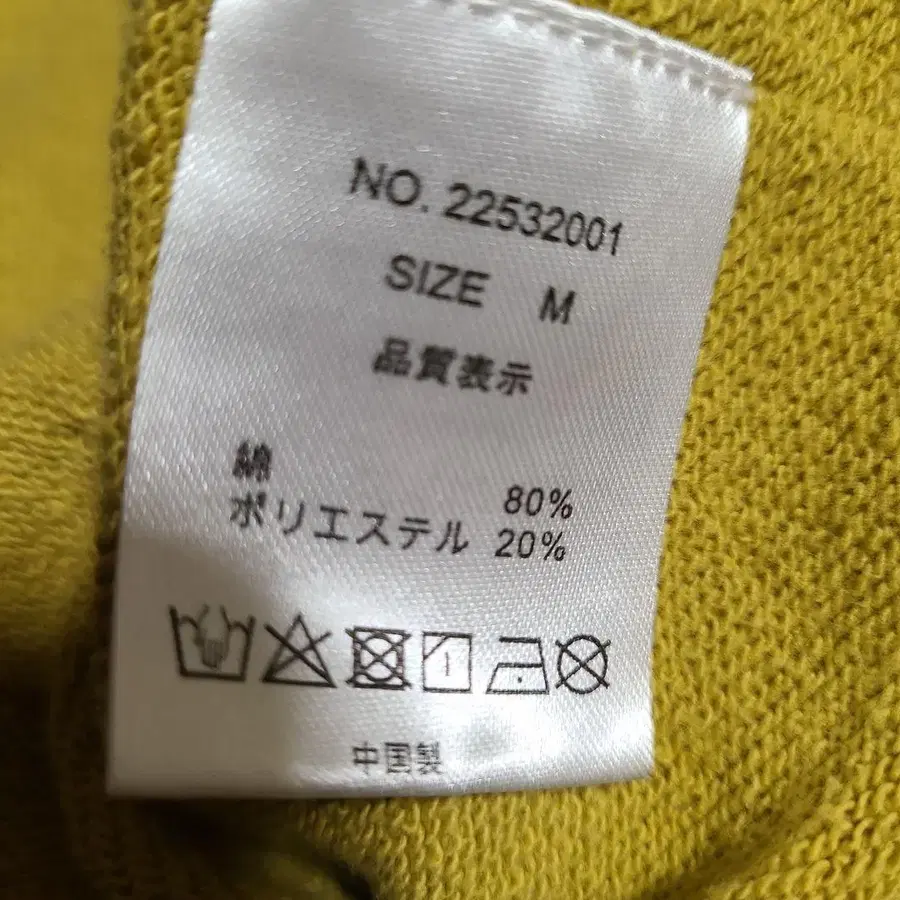 NO. 22532001
SIZE M
品質表示
綿 80%
ポリエステル 20%
中国製